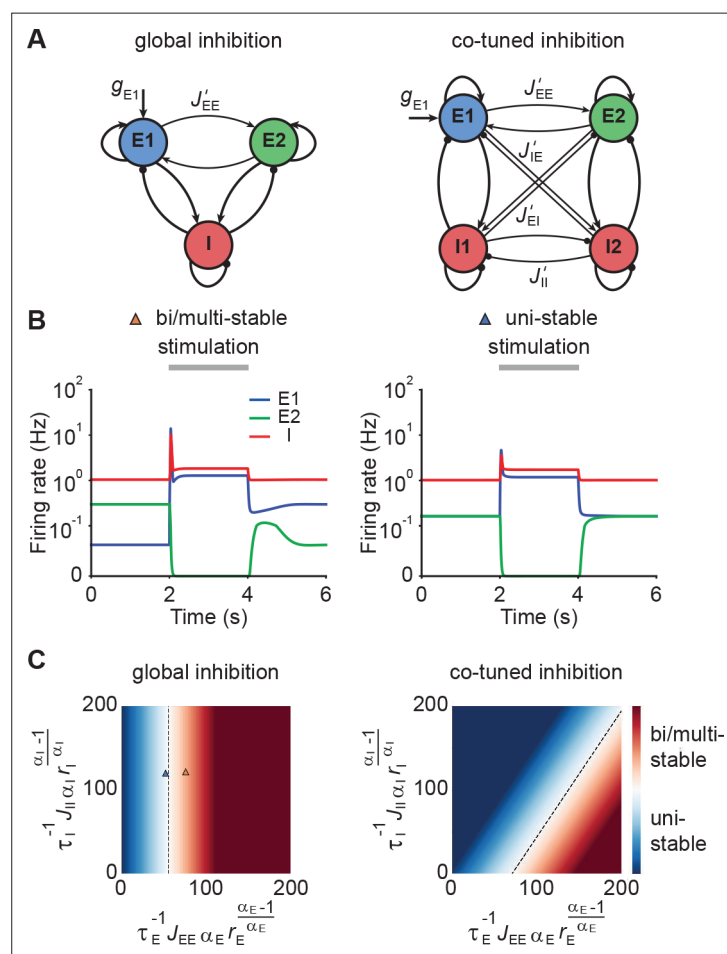 A
global inhibition
co-tuned inhibition
g_E1
J′_EE
E1
E2
I
g_E1
J′_EE
E1
E2
J′_IE
J′_EI
I1
I2
J′_II
B
bi/multi-stable
uni-stable
stimulation
stimulation
Firing rate (Hz)
10^2
10^1
10^0
10^-1
0
E1
E2
I
0 2 4 6
Time (s)
Firing rate (Hz)
10^2
10^1
10^0
10^-1
0
0 2 4 6
Time (s)
C
global inhibition
co-tuned inhibition
τ_I^-1 J_II α_I r_I^((α_I -1)/α_I)
200
100
0
0 100 200
τ_E^-1 J_EE α_E r_E^((α_E -1)/α_E)
τ_I^-1 J_II α_I r_I^((α_I -1)/α_I)
200
100
0
0 100 200
τ_E^-1 J_EE α_E r_E^((α_E -1)/α_E)
bi/multi-
stable
uni-
stable